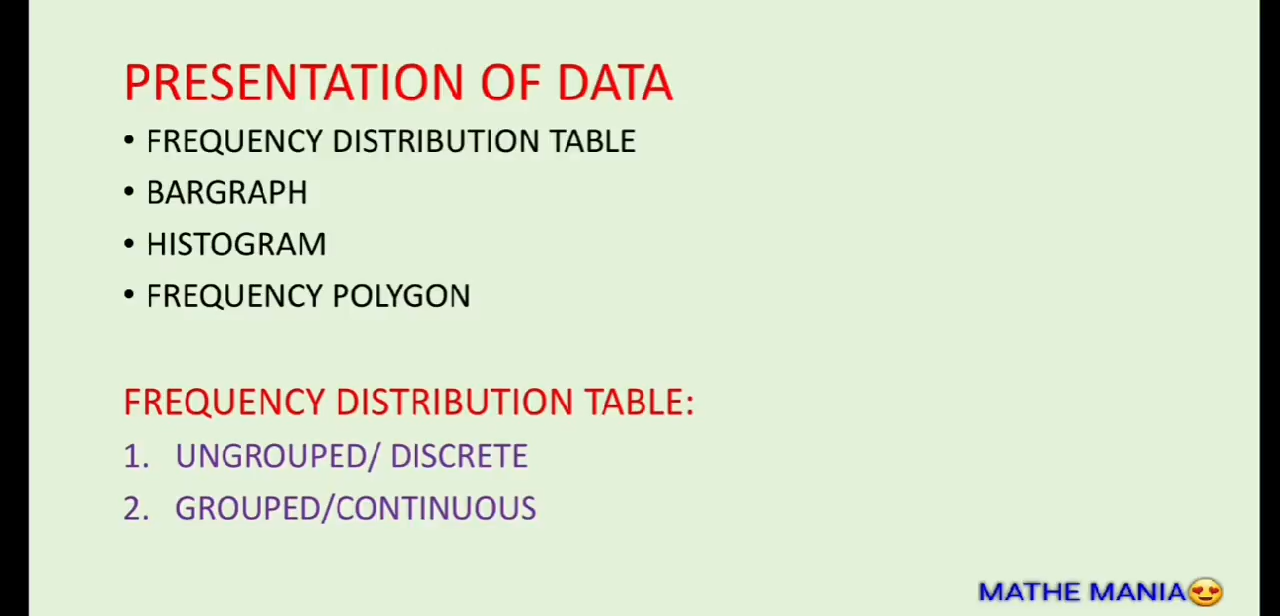 PRESENTATION OF DATA
• FREQUENCY DISTRIBUTION TABLE
• BARGRAPH
• HISTOGRAM
• FREQUENCY POLYGON
FREQUENCY DISTRIBUTION TABLE:
1. UNGROUPED/ DISCRETE
2. GROUPED/CONTINUOUS
MATHE MANIA😍